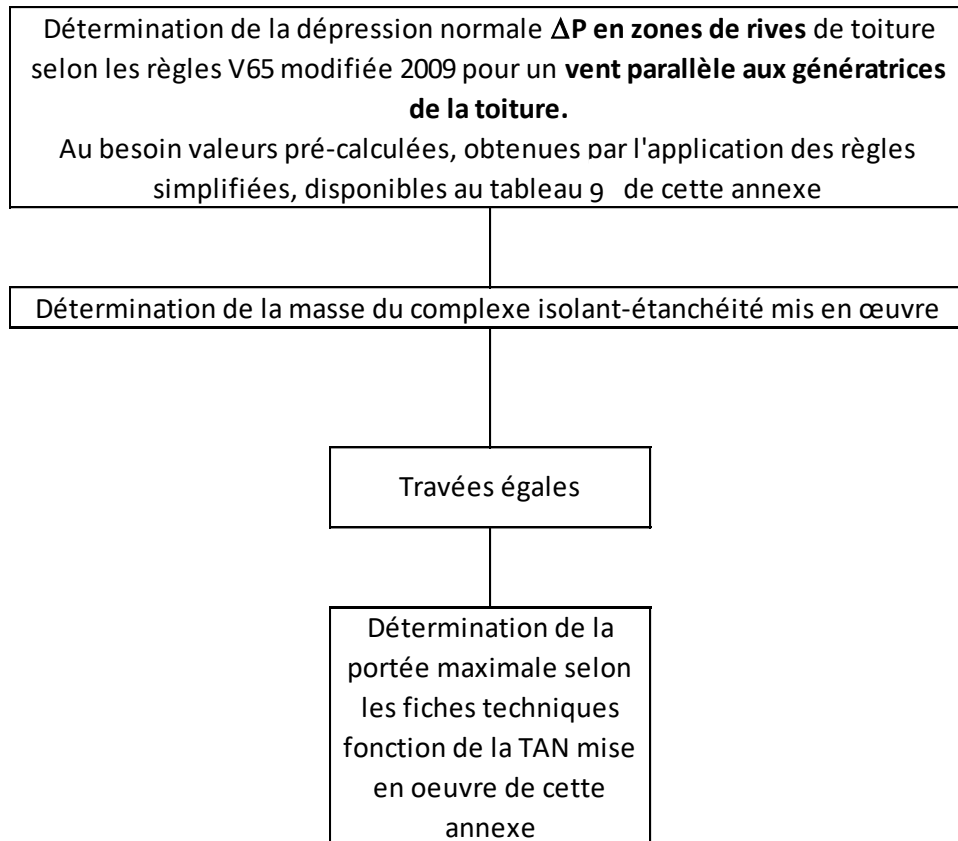 Détermination de la dépression normale ΔP en zones de rives de toiture
selon les règles V65 modifiée 2009 pour un vent parallèle aux génératrices
de la toiture.
Au besoin valeurs pré-calculées, obtenues par l'application des règles
simplifiées, disponibles au tableau 9 de cette annexe
Détermination de la masse du complexe isolant-étanchéité mis en œuvre
Travées égales
Détermination de la
portée maximale selon
les fiches techniques
fonction de la TAN mise
en oeuvre de cette
annexe